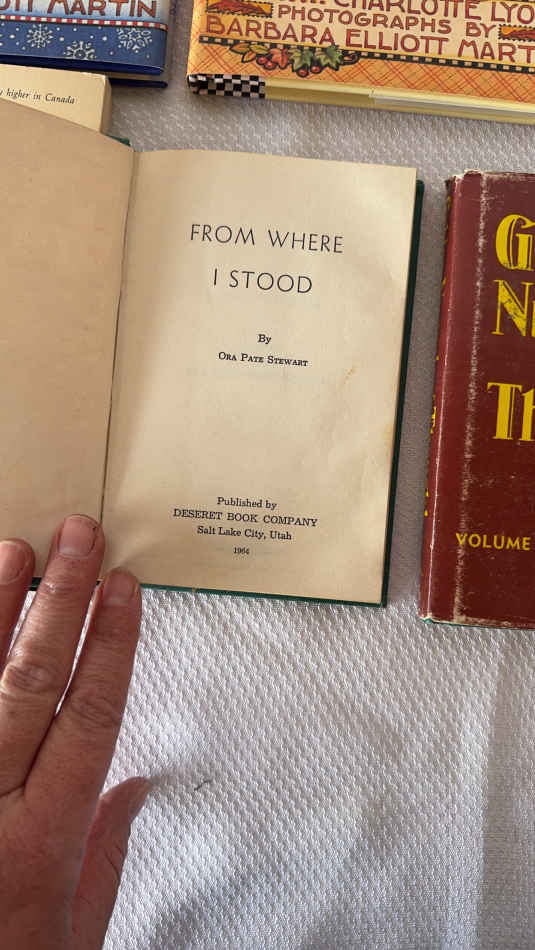 MARTIN
CHARLOTTE LYO
PHOTOGRAPHS BY
BARBARA ELLIOTT MART
higher in Canada
FROM WHERE
I STOOD
By
ORA PATE STEWART
Published by
DESERET BOOK COMPANY
Salt Lake City, Utah
1964
G
N
Th
VOLUME